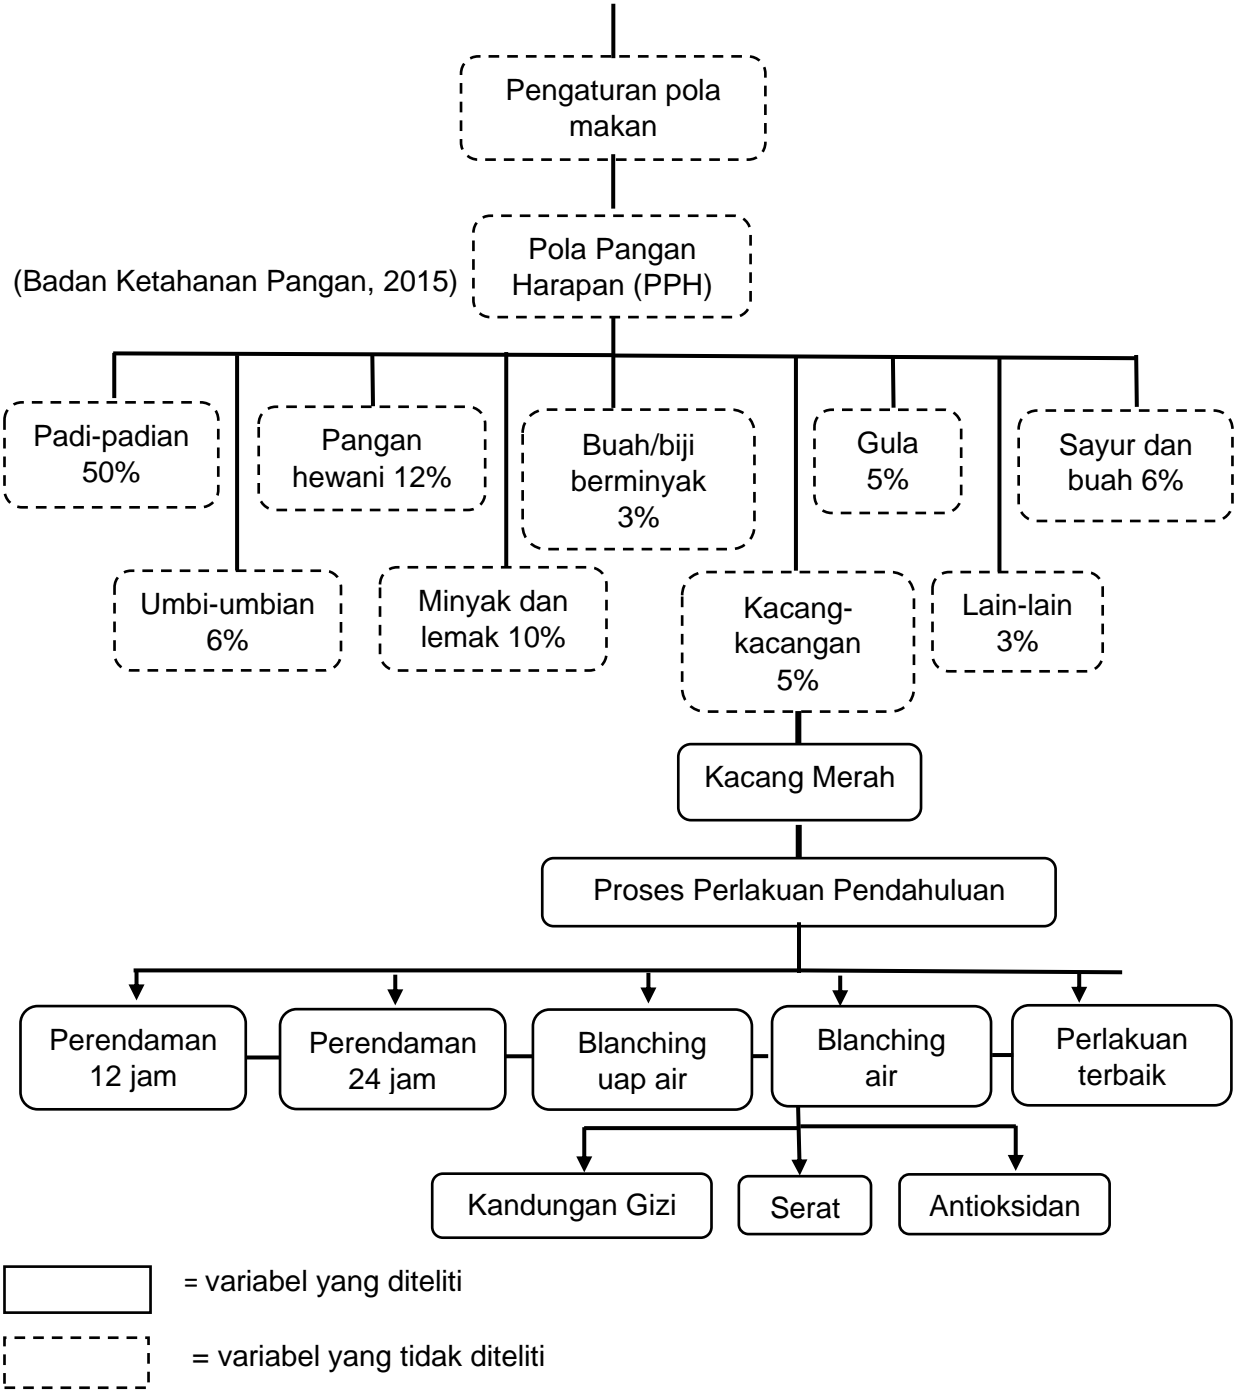 Pengaturan pola
makan
Pola Pangan
Harapan (PPH)
(Badan Ketahanan Pangan, 2015)
Padi-padian
50%
Pangan
hewani 12%
Buah/biji
berminyak
3%
Gula
5%
Sayur dan
buah 6%
Umbi-umbian
6%
Minyak dan
lemak 10%
Kacang-
kacangan
5%
Lain-lain
3%
Kacang Merah
Proses Perlakuan Pendahuluan
Perendaman
12 jam
Perendaman
24 jam
Blanching
uap air
Blanching
air
Perlakuan
terbaik
Kandungan Gizi
Serat
Antioksidan
= variabel yang diteliti
= variabel yang tidak diteliti